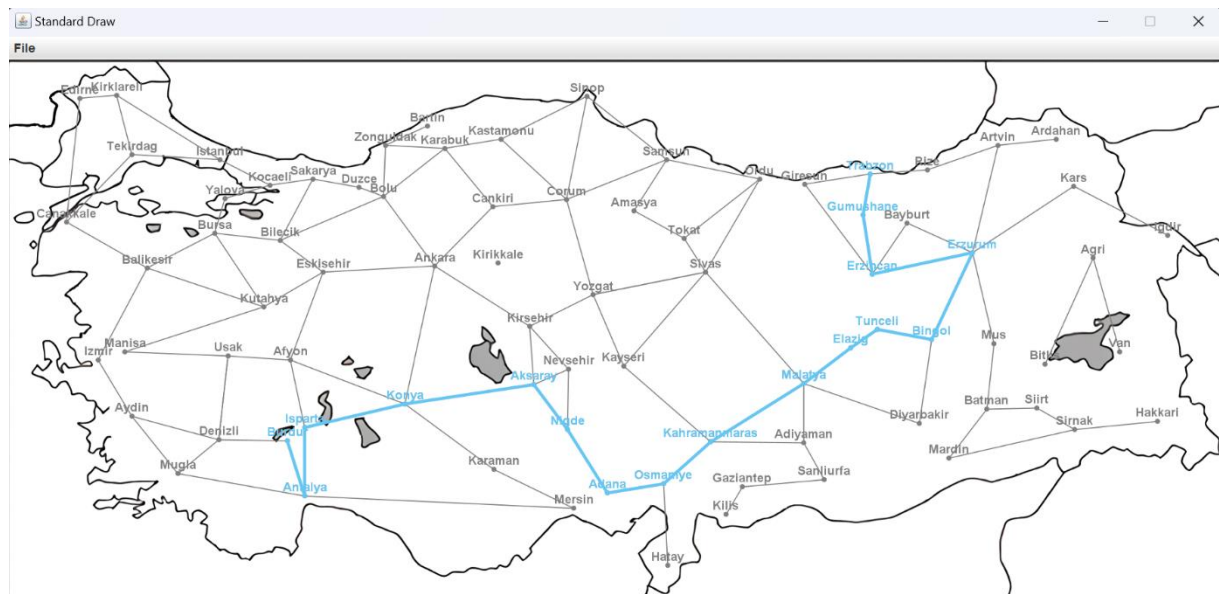 Standard Draw
File
Edirne
Kirklareli
Sinop
Bartin
Zonguldak
Kastamonu
Karabuk
Artvin
Ardahan
Tekirdag
Istanbul
Samsun
Rize
Trabzon
Kocaeli
Sakarya
Duzce
Ordu
Giresun
Kars
Yalova
Bolu
Corum
Cankiri
Amasya
Gumushane
Canakkale
Bayburt
Bursa
Igdir
Bilecik
Tokat
Erzurum
Agri
Balikesir
Eskisehir
Ankara
Kirikkale
Sivas
Erzincan
Kutahya
Yozgat
Kirsehir
Tunceli
Bingol
Mus
Manisa
Usak
Afyon
Elazig
Izmir
Van
Bitlis
Nevsehir
Kayseri
Aksaray
Malatya
Konya
Batman
Siirt
Aydin
Isparta
Nigde
Diyarbakir
Hakkari
Sirnak
Burdur
Denizli
Kahramanmaras
Adiyaman
Mardin
Mugla
Karaman
Sanliurfa
Osmaniye
Gaziantep
Antalya
Adana
Mersin
Kilis
Hatay